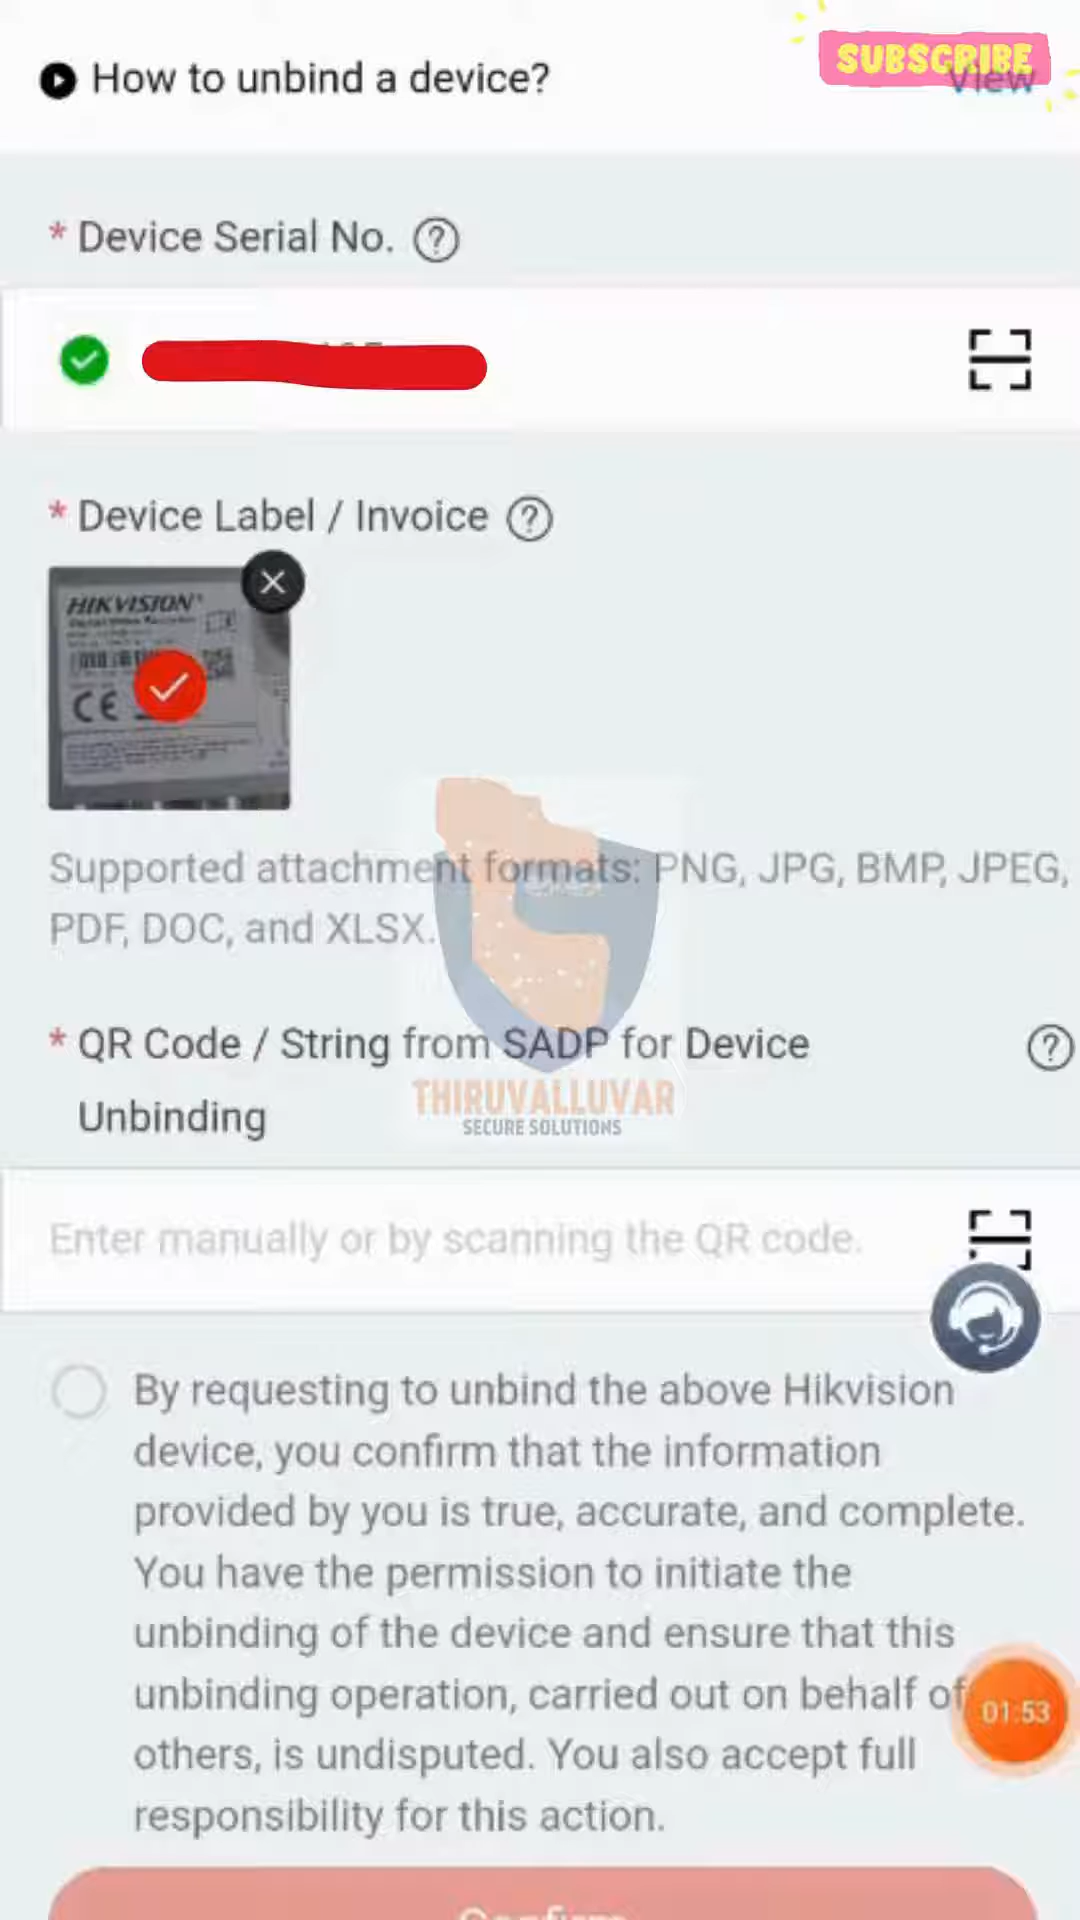 How to unbind a device?
SUBSCRIBE
View
* Device Serial No. ?
* Device Label / Invoice ?
HIKVISION
CE
Supported attachment formats: PNG, JPG, BMP, JPEG,
PDF, DOC, and XLSX.
* QR Code / String from SADP for Device ?
Unbinding
THIRUVALLUVAR
SECURE SOLUTIONS
Enter manually or by scanning the QR code.
By requesting to unbind the above Hikvision
device, you confirm that the information
provided by you is true, accurate, and complete.
You have the permission to initiate the
unbinding of the device and ensure that this
unbinding operation, carried out on behalf of
others, is undisputed. You also accept full
responsibility for this action.
01:53
Confirm